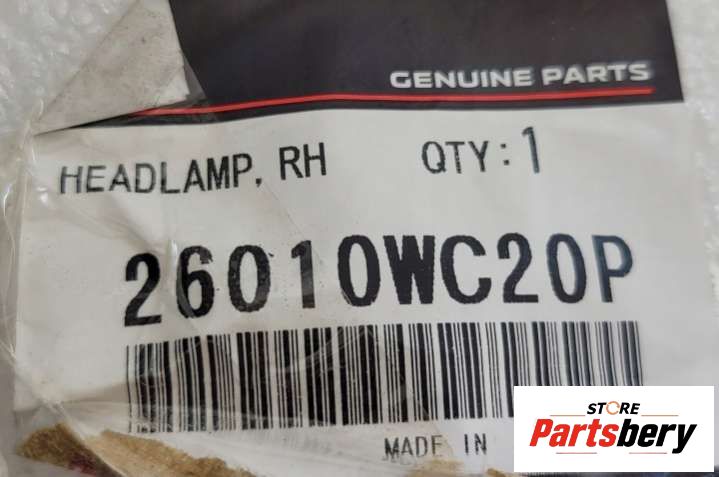 GENUINE PARTS
HEADLAMP, RH QTY: 1
26010WC20P
MADE IN
STORE
Partsbery